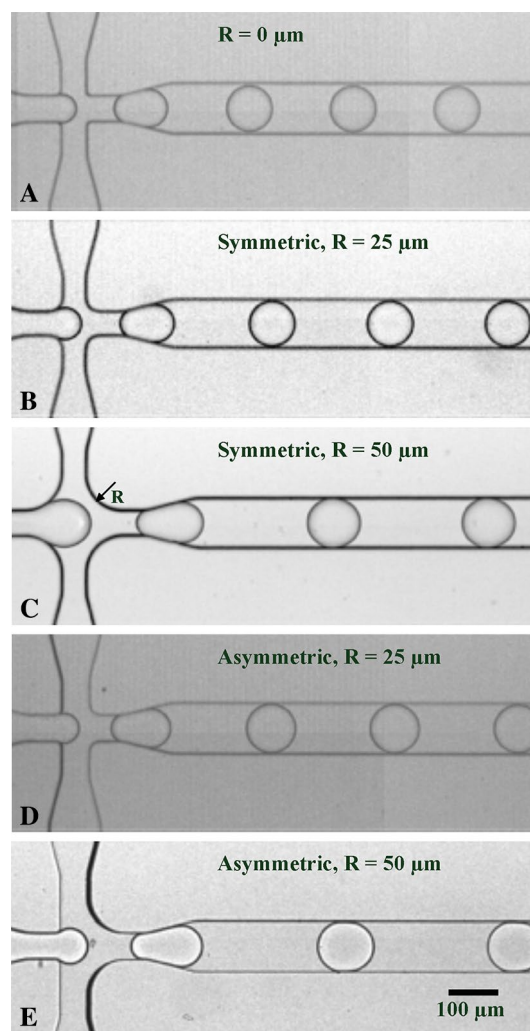 R = 0 µm
A
Symmetric, R = 25 µm
B
Symmetric, R = 50 µm
R
C
Asymmetric, R = 25 µm
D
Asymmetric, R = 50 µm
E
100 µm